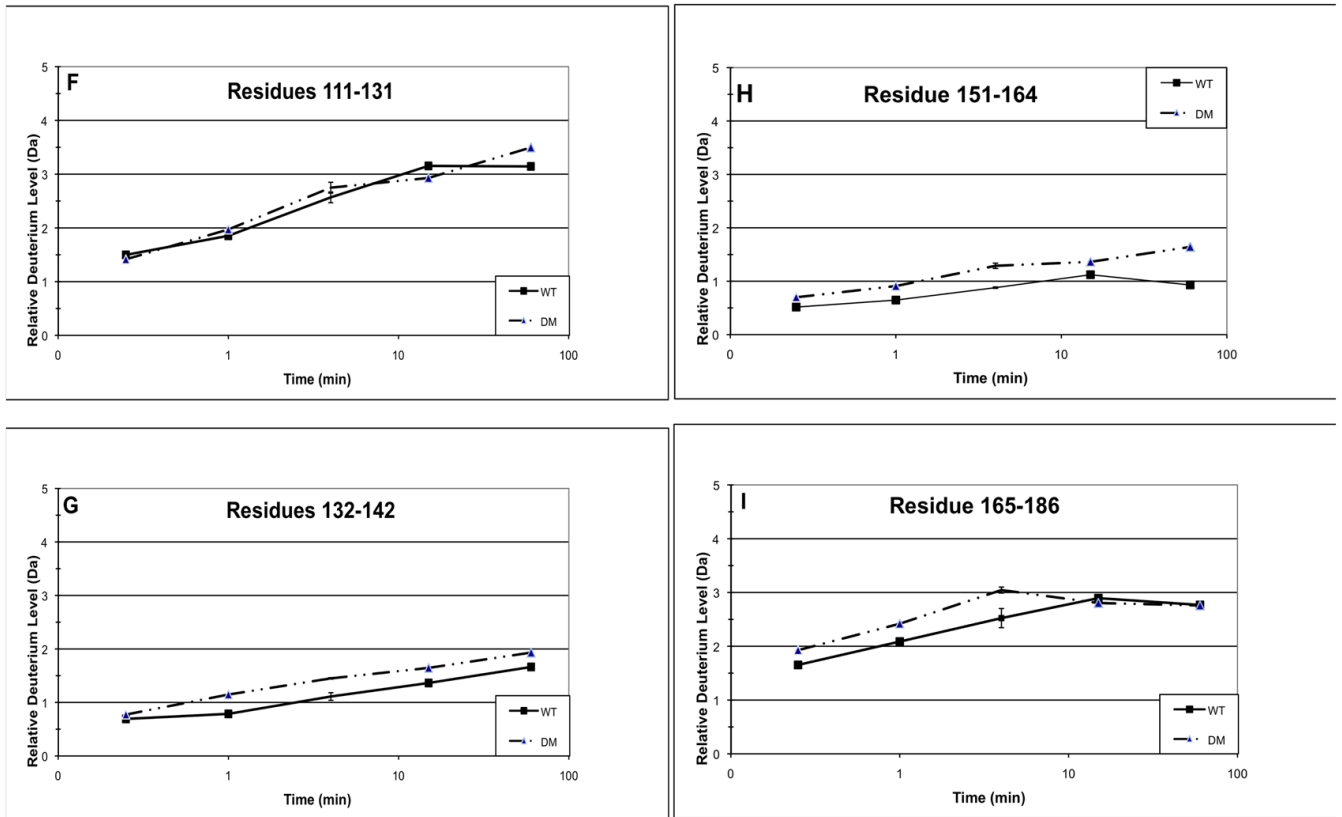 F
Residues 111-131
Relative Deuterium Level (Da)
5
4
3
2
1
0
0 1 10 100
Time (min)
WT
DM
H
Residue 151-164
Relative Deuterium Level (Da)
5
4
3
2
1
0
0 1 10 100
Time (min)
WT
DM
G
Residues 132-142
Relative Deuterium Level (Da)
5
4
3
2
1
0
0 1 10 100
Time (min)
WT
DM
I
Residue 165-186
Relative Deuterium Level (Da)
5
4
3
2
1
0
0 1 10 100
Time (min)
WT
DM